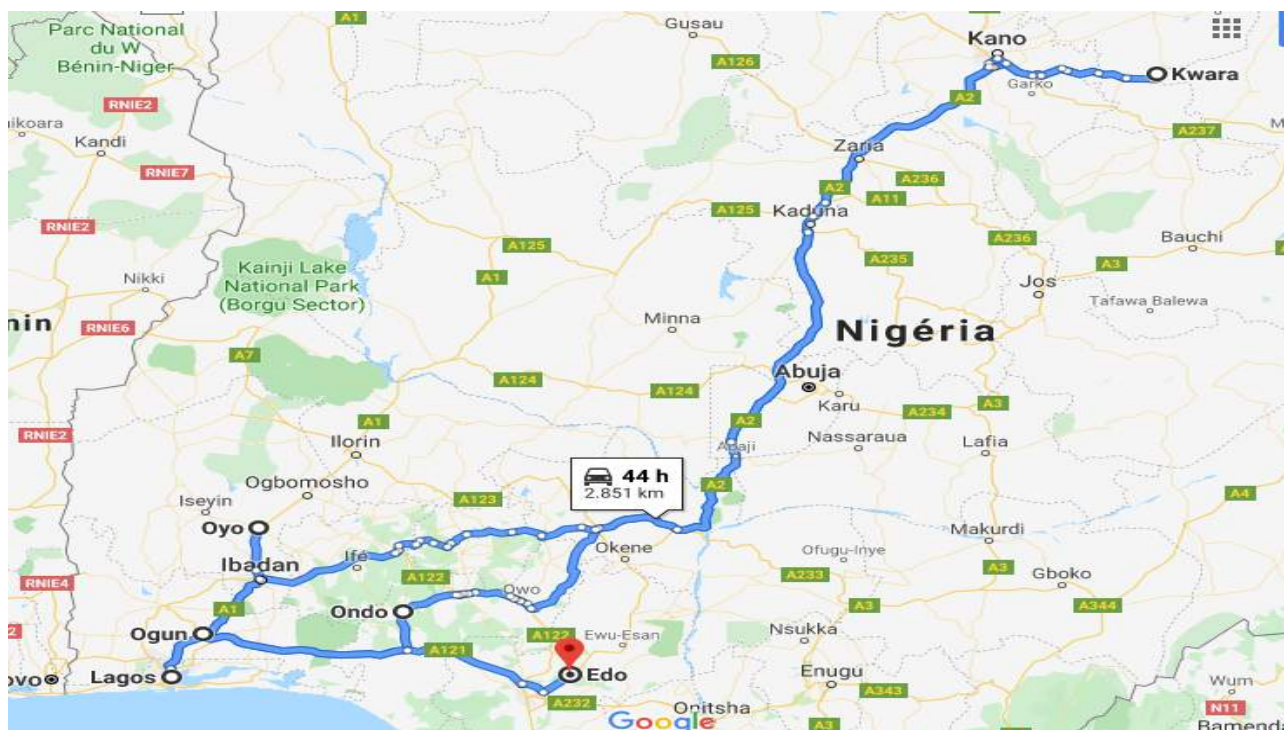 Parc National
du W
Bénin-Niger
A1
Gusau
Kano
Kwara
A126
RNIE2
A2
Garko
ikoara
Kandi
A237
Zaria
RNIE7
A236
A2
A11
A125
Kaduna
RNIE2
A236
Bauchi
A125
A235
A3
Kainji Lake
National Park
(Borgu Sector)
A1
Jos
Nikki
Tafawa Balewa
nin
RNIE6
Minna
Nigéria
A7
Abuja
A124
A124
Karu
A3
A234
A1
A2
RNIE2
Ilorin
Nassaraua
Lafia
44 h
2.851 km
Ogbomosho
A2
A4
Iseyin
A123
Oyo
Makurdi
Okene
Ofugu-Inye
Ibadan
Ifé
A3
RNIE4
A122
A233
Gboko
Owo
A1
Ondo
A3
A344
Ogun
A122
Ewu-Esan
Nsukka
A121
Lagos
Edo
Enugu
ovo
A343
Wum
A232
Onitsha
N11
Google
A3
Bamenda